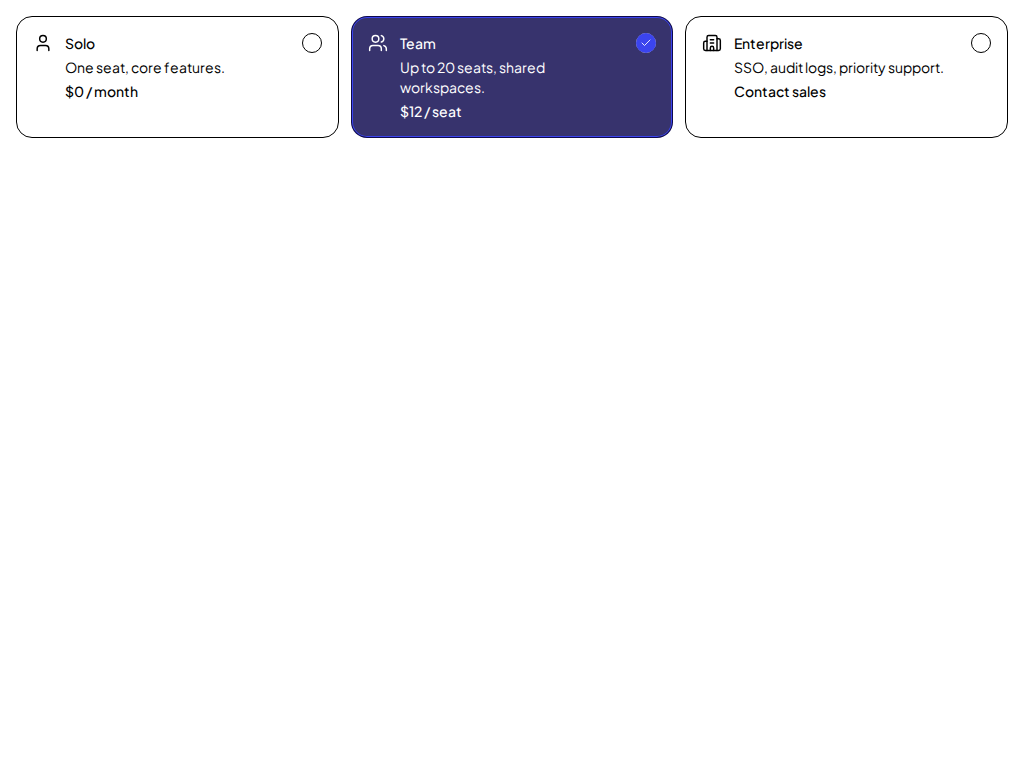 Solo
One seat, core features.
$0 / month
Team
Up to 20 seats, shared
workspaces.
$12 / seat
Enterprise
SSO, audit logs, priority support.
Contact sales